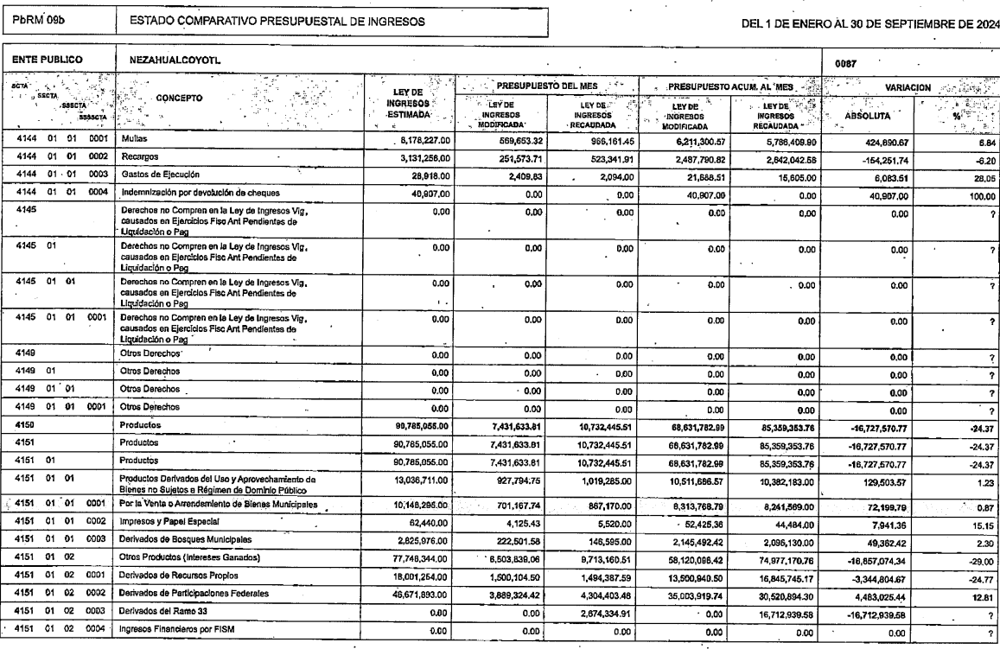 PbRM 09b ESTADO COMPARATIVO PRESUPUESTAL DE INGRESOS DEL 1 DE ENERO AL 30 DE SEPTIEMBRE DE 2024
ENTE PUBLICO NEZAHUALCOYOTL 0087
SCTA SSCTA SSSCTA SSSSCTA CONCEPTO LEY DE INGRESOS ESTIMADA PRESUPUESTO DEL MES PRESUPUESTO ACUM. AL MES VARIACION
LEY DE INGRESOS MODIFICADA LEY DE INGRESOS RECAUDADA LEY DE INGRESOS MODIFICADA LEY DE INGRESOS RECAUDADA ABSOLUTA %
4144 01 01 0001 Multas 8,178,227.00 569,653.32 966,161.45 6,211,300.57 5,786,409.90 424,890.67 6.84
4144 01 01 0002 Recargos 3,131,256.00 251,573.71 523,341.91 2,487,790.82 2,642,042.56 -154,251.74 -6.20
4144 01 01 0003 Gastos de Ejecución 28,918.00 2,409.83 2,094.00 21,688.51 15,605.00 6,083.51 28.05
4144 01 01 0004 Indemnización por devolución de cheques 40,907.00 0.00 0.00 40,907.00 0.00 40,907.00 100.00
4145 Derechos no Compren en la Ley de Ingresos Vig, 0.00 0.00 0.00 0.00 0.00 0.00 ?
causados en Ejercicios Fisc Ant Pendientes de
Liquidación o Pag
4145 01 Derechos no Compren en la Ley de Ingresos Vig, 0.00 0.00 0.00 0.00 0.00 0.00 ?
causados en Ejercicios Fisc Ant Pendientes de
Liquidación o Pag
4145 01 01 Derechos no Compren en la Ley de Ingresos Vig, 0.00 0.00 0.00 0.00 0.00 0.00 ?
causados en Ejercicios Fisc Ant Pendientes de
Liquidación o Pag
4145 01 01 0001 Derechos no Compren en la Ley de Ingresos Vig, 0.00 0.00 0.00 0.00 0.00 0.00 ?
causados en Ejercicios Fisc Ant Pendientes de
Liquidación o Pag
4149 Otros Derechos 0.00 0.00 0.00 0.00 0.00 0.00 ?
4149 01 Otros Derechos 0.00 0.00 0.00 0.00 0.00 0.00 ?
4149 01 01 Otros Derechos 0.00 0.00 0.00 0.00 0.00 0.00 ?
4149 01 01 0001 Otros Derechos 0.00 0.00 0.00 0.00 0.00 0.00 ?
4150 Productos 90,785,055.00 7,431,633.81 10,732,445.51 68,631,782.99 85,359,353.76 -16,727,570.77 -24.37
4151 Productos 90,785,055.00 7,431,633.81 10,732,445.51 68,631,782.99 85,359,353.76 -16,727,570.77 -24.37
4151 01 Productos 90,785,055.00 7,431,633.81 10,732,445.51 68,631,782.99 85,359,353.76 -16,727,570.77 -24.37
4151 01 01 Productos Derivados del Uso y Aprovechamiento de 13,036,711.00 927,794.75 1,019,285.00 10,511,686.57 10,382,183.00 129,503.57 1.23
Bienes no Sujetos a Régimen de Dominio Público
4151 01 01 0001 Por la Venta o Arrendamiento de Bienes Municipales 10,148,295.00 701,167.74 867,170.00 8,313,768.79 8,241,569.00 72,199.79 0.87
4151 01 01 0002 Impresos y Papel Especial 62,440.00 4,125.43 5,520.00 52,425.36 44,484.00 7,941.36 15.15
4151 01 01 0003 Derivados de Bosques Municipales 2,825,976.00 222,501.58 146,595.00 2,145,492.42 2,096,130.00 49,362.42 2.30
4151 01 02 Otros Productos (Intereses Ganados) 77,748,344.00 6,503,839.06 9,713,160.51 58,120,096.42 74,977,170.76 -16,857,074.34 -29.00
4151 01 02 0001 Derivados de Recursos Propios 18,001,254.00 1,500,104.50 1,494,387.59 13,500,940.50 16,845,745.17 -3,344,804.67 -24.77
4151 01 02 0002 Derivados de Participaciones Federales 46,671,893.00 3,889,324.42 4,304,403.48 35,003,919.74 30,520,894.30 4,483,025.44 12.81
4151 01 02 0003 Derivados del Ramo 33 0.00 0.00 2,674,334.91 0.00 16,712,939.58 -16,712,939.58 ?
4151 01 02 0004 Ingresos Financieros por FISM 0.00 0.00 0.00 0.00 0.00 0.00 ?